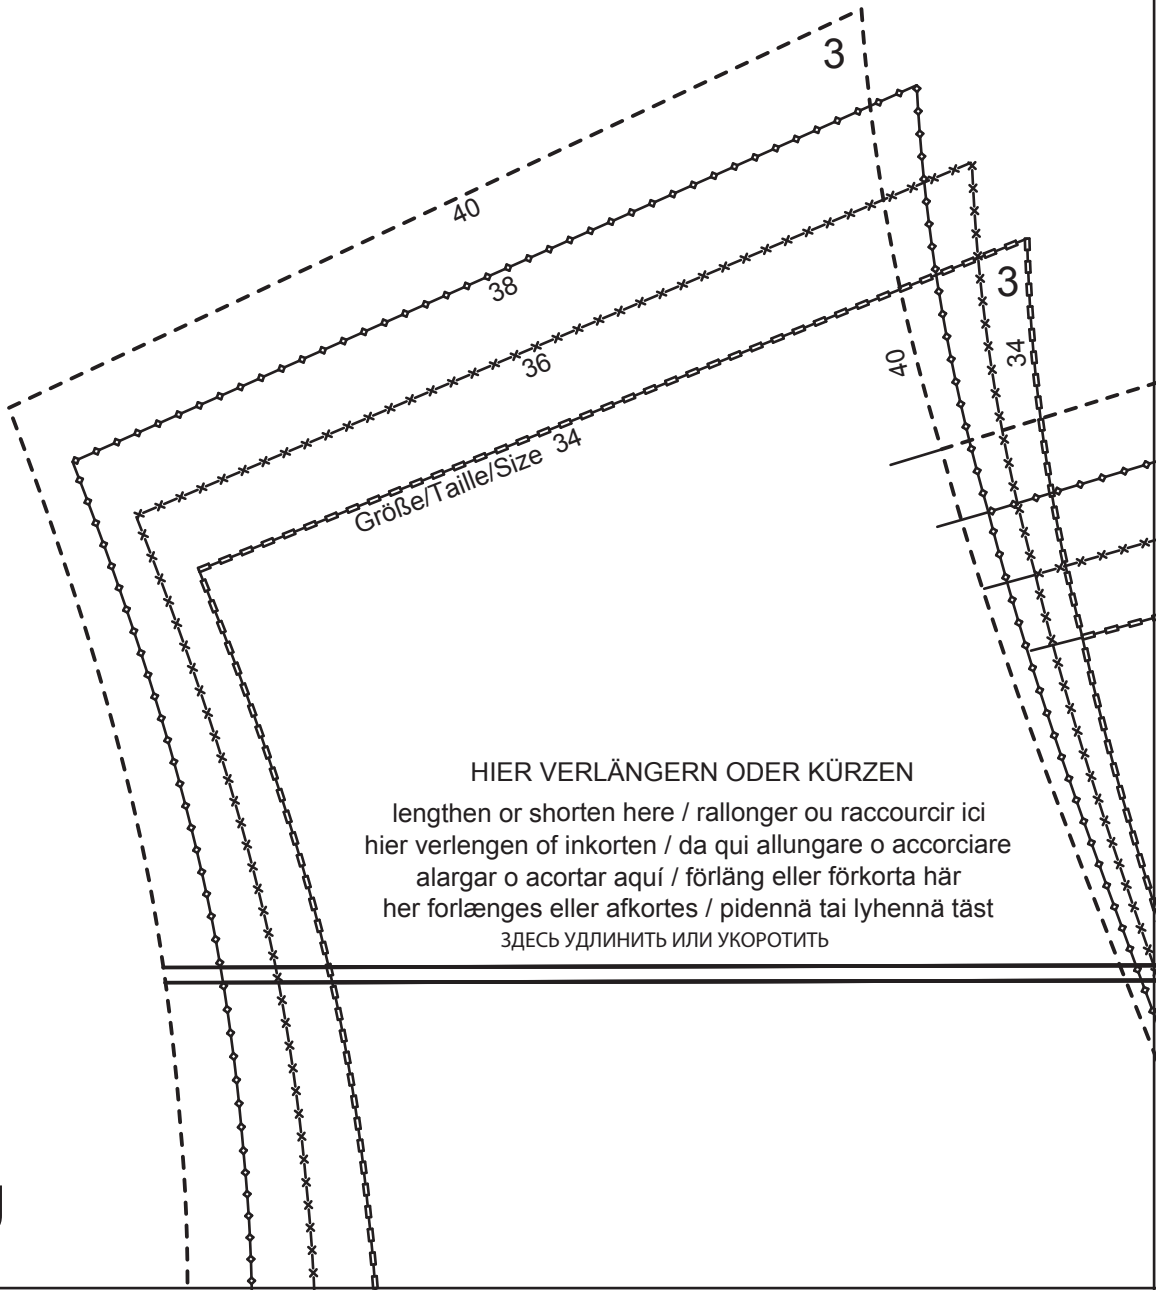 3
40
38
3
36
34
40
Größe/Taille/Size 34
HIER VERLÄNGERN ODER KÜRZEN
lengthen or shorten here / rallonger ou raccourcir ici
hier verlengen of inkorten / da qui allungare o accorciare
alargar o acortar aquí / förläng eller förkorta här
her forlænges eller afkortes / pidennä tai lyhennä täst
ЗДЕСЬ УДЛИНИТЬ ИЛИ УКОРОТИТЬ